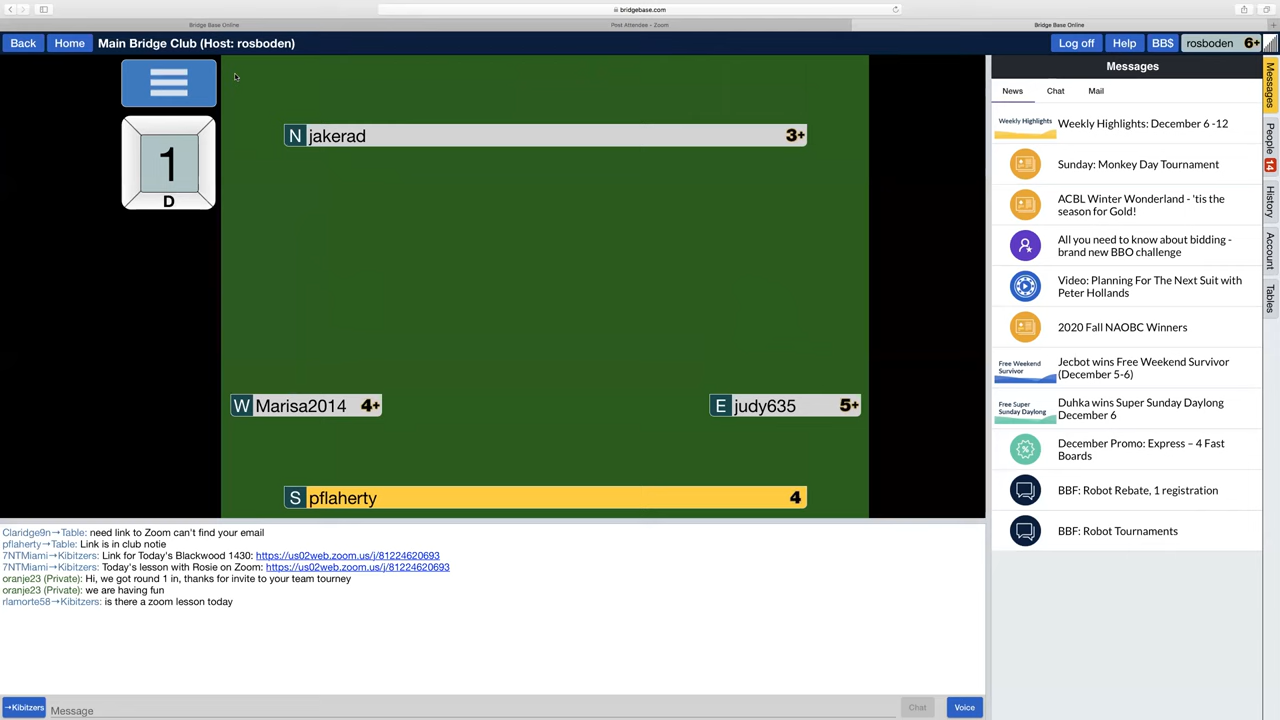 bridgebase.com
Bridge Base Online
Post Attendee - Zoom
Bridge Base Online
Back
Home
Main Bridge Club (Host: rosboden)
Log off
Help
BB$
rosboden 6+
1
D
N jakerad 3+
W Marisa2014 4+
E judy635 5+
S pflaherty 4
Messages
News
Chat
Mail
Weekly Highlights
Weekly Highlights: December 6 -12
Sunday: Monkey Day Tournament
ACBL Winter Wonderland - 'tis the
season for Gold!
All you need to know about bidding -
brand new BBO challenge
Video: Planning For The Next Suit with
Peter Hollands
2020 Fall NAOBC Winners
Free Weekend
Survivor
Jecbot wins Free Weekend Survivor
(December 5-6)
Free Super
Sunday Daylong
Duhka wins Super Sunday Daylong
December 6
December Promo: Express – 4 Fast
Boards
BBF: Robot Rebate, 1 registration
BBF: Robot Tournaments
Messages
People
14
History
Account
Tables
Claridge9n→Table: need link to Zoom can't find your email
pflaherty→Table: Link is in club notie
7NTMiami→Kibitzers: Link for Today's Blackwood 1430: https://us02web.zoom.us/j/81224620693
7NTMiami→Kibitzers: Today's lesson with Rosie on Zoom: https://us02web.zoom.us/j/81224620693
oranje23 (Private): Hi, we got round 1 in, thanks for invite to your team tourney
oranje23 (Private): we are having fun
rlamorte58→Kibitzers: is there a zoom lesson today
→Kibitzers
Message
Chat
Voice